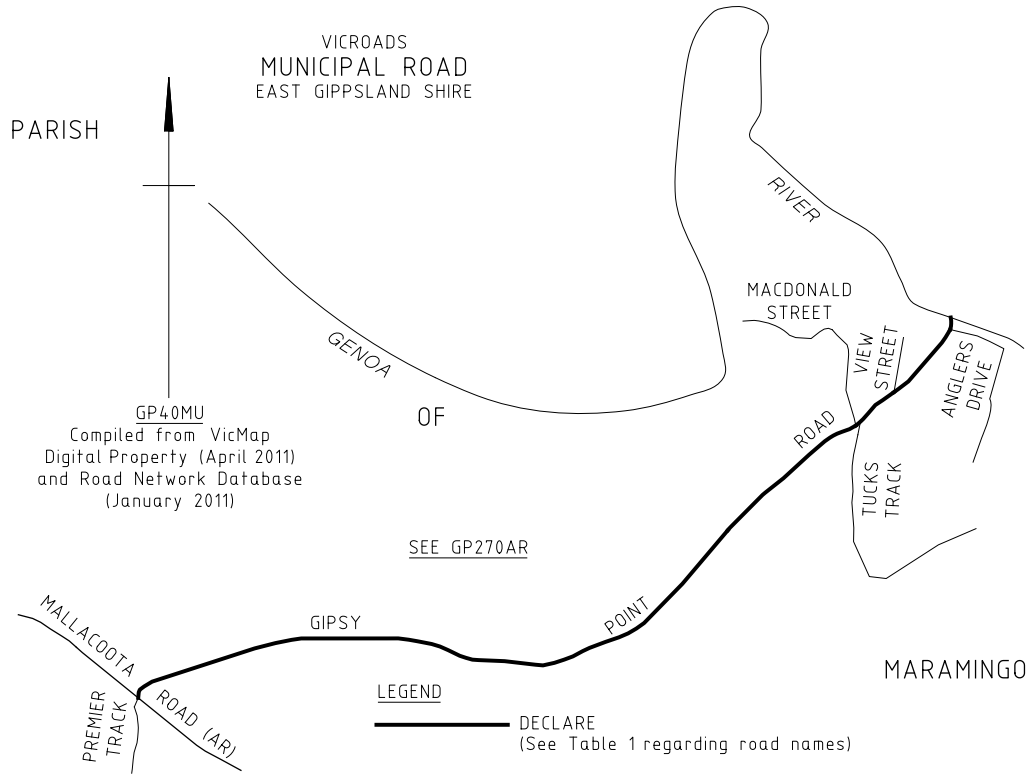 VICROADS
MUNICIPAL ROAD
EAST GIPPSLAND SHIRE
PARISH
RIVER
MACDONALD
STREET
VIEW
STREET
ANGLERS
DRIVE
GENOA
OF
GP40MU
Compiled from VicMap
Digital Property (April 2011)
and Road Network Database
(January 2011)
ROAD
TUCKS
TRACK
SEE GP270AR
MALLACOOTA
GIPSY
POINT
MARAMINGO
LEGEND
PREMIER
TRACK
ROAD (AR)
DECLARE
(See Table 1 regarding road names)